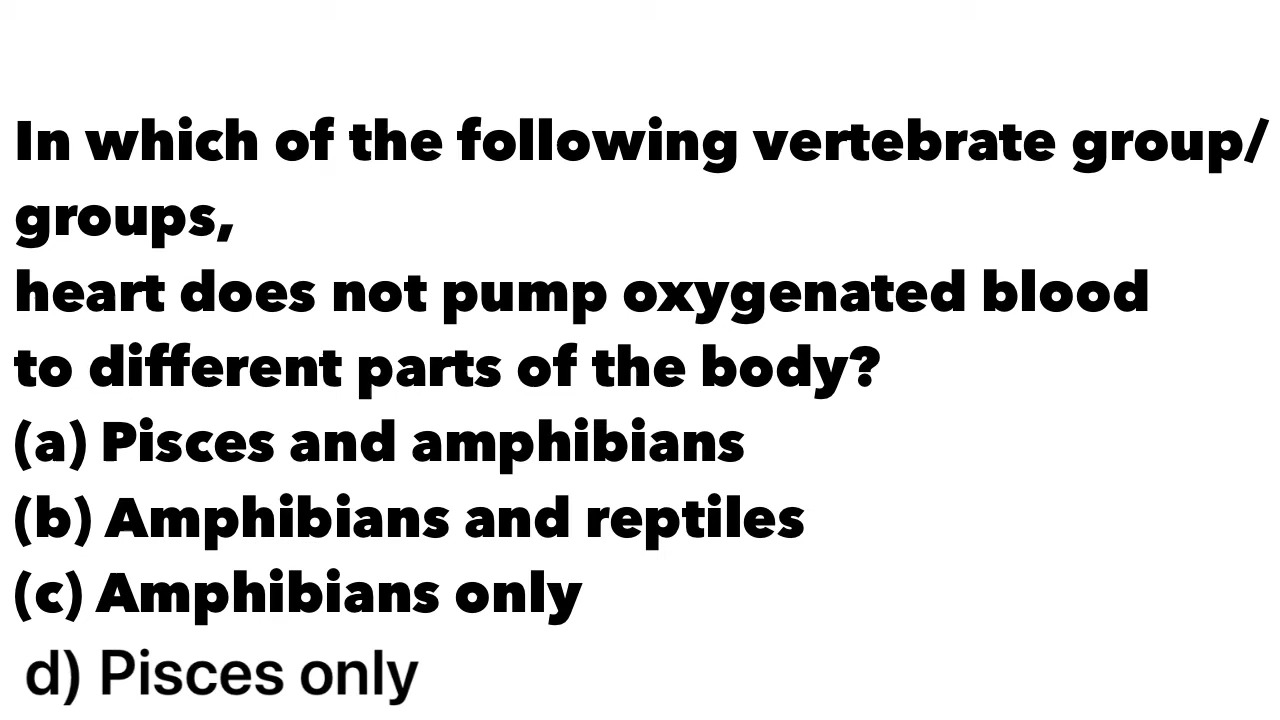 In which of the following vertebrate group/
groups,
heart does not pump oxygenated blood
to different parts of the body?
(a) Pisces and amphibians
(b) Amphibians and reptiles
(c) Amphibians only
d) Pisces only